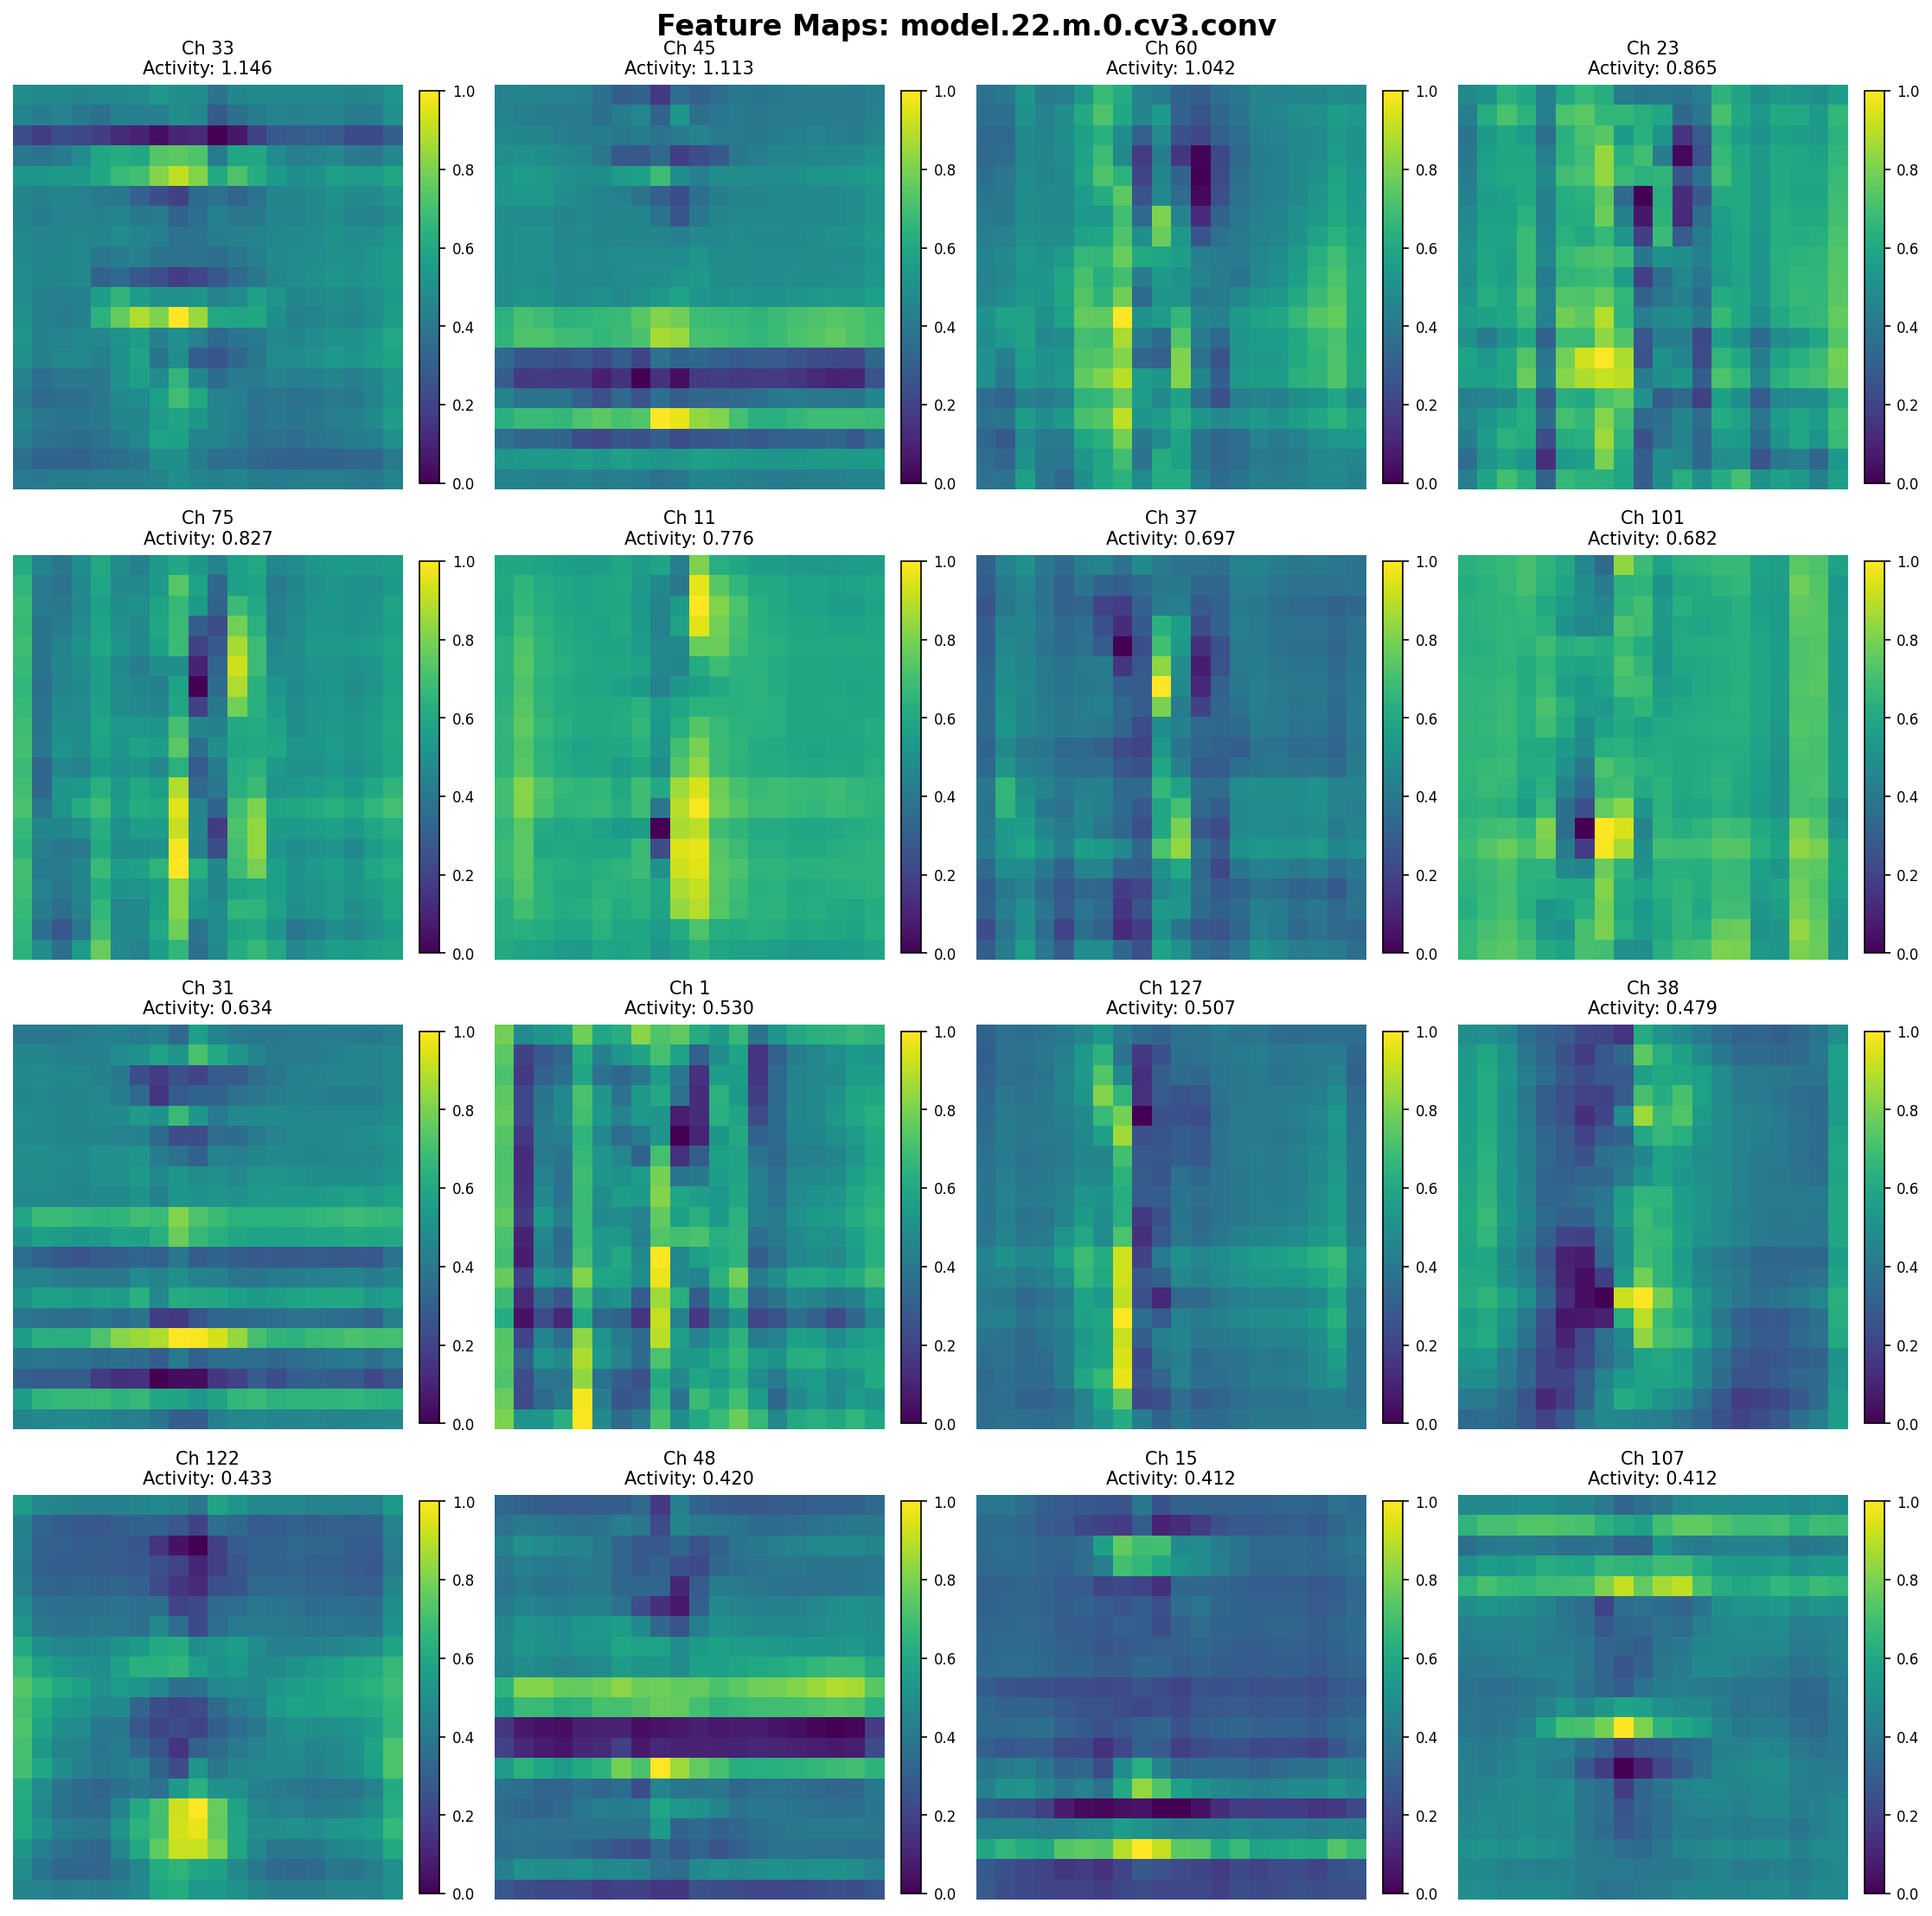 Feature Maps: model.22.m.0.cv3.conv
Ch 33
Activity: 1.146
1.0
0.8
0.6
0.4
0.2
0.0
Ch 45
Activity: 1.113
1.0
0.8
0.6
0.4
0.2
0.0
Ch 60
Activity: 1.042
1.0
0.8
0.6
0.4
0.2
0.0
Ch 23
Activity: 0.865
1.0
0.8
0.6
0.4
0.2
0.0
Ch 75
Activity: 0.827
1.0
0.8
0.6
0.4
0.2
0.0
Ch 11
Activity: 0.776
1.0
0.8
0.6
0.4
0.2
0.0
Ch 37
Activity: 0.697
1.0
0.8
0.6
0.4
0.2
0.0
Ch 101
Activity: 0.682
1.0
0.8
0.6
0.4
0.2
0.0
Ch 31
Activity: 0.634
1.0
0.8
0.6
0.4
0.2
0.0
Ch 1
Activity: 0.530
1.0
0.8
0.6
0.4
0.2
0.0
Ch 127
Activity: 0.507
1.0
0.8
0.6
0.4
0.2
0.0
Ch 38
Activity: 0.479
1.0
0.8
0.6
0.4
0.2
0.0
Ch 122
Activity: 0.433
1.0
0.8
0.6
0.4
0.2
0.0
Ch 48
Activity: 0.420
1.0
0.8
0.6
0.4
0.2
0.0
Ch 15
Activity: 0.412
1.0
0.8
0.6
0.4
0.2
0.0
Ch 107
Activity: 0.412
1.0
0.8
0.6
0.4
0.2
0.0